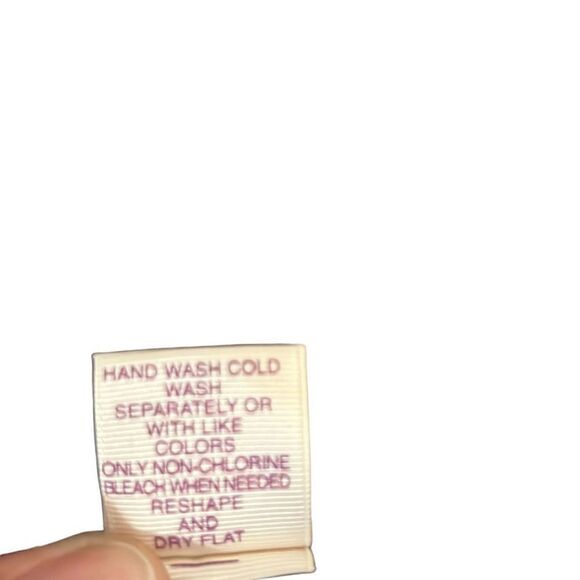 HAND WASH COLD
WASH
SEPARATELY OR
WITH LIKE
COLORS
ONLY NON-CHLORINE
BLEACH WHEN NEEDED
RESHAPE
AND
DRY FLAT